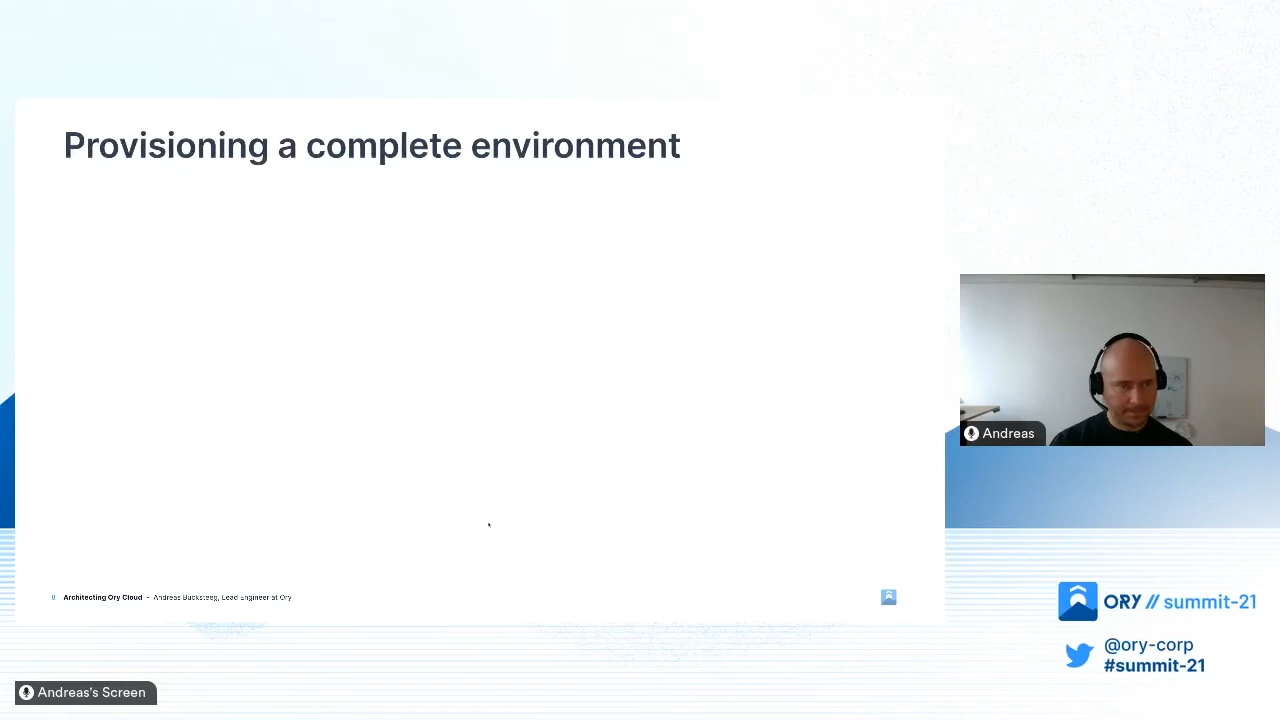 Provisioning a complete environment
Andreas
8 Architecting Ory Cloud - Andreas Bucksteeg, Lead Engineer at Ory
ORY // summit-21
@ory-corp
#summit-21
Andreas's Screen